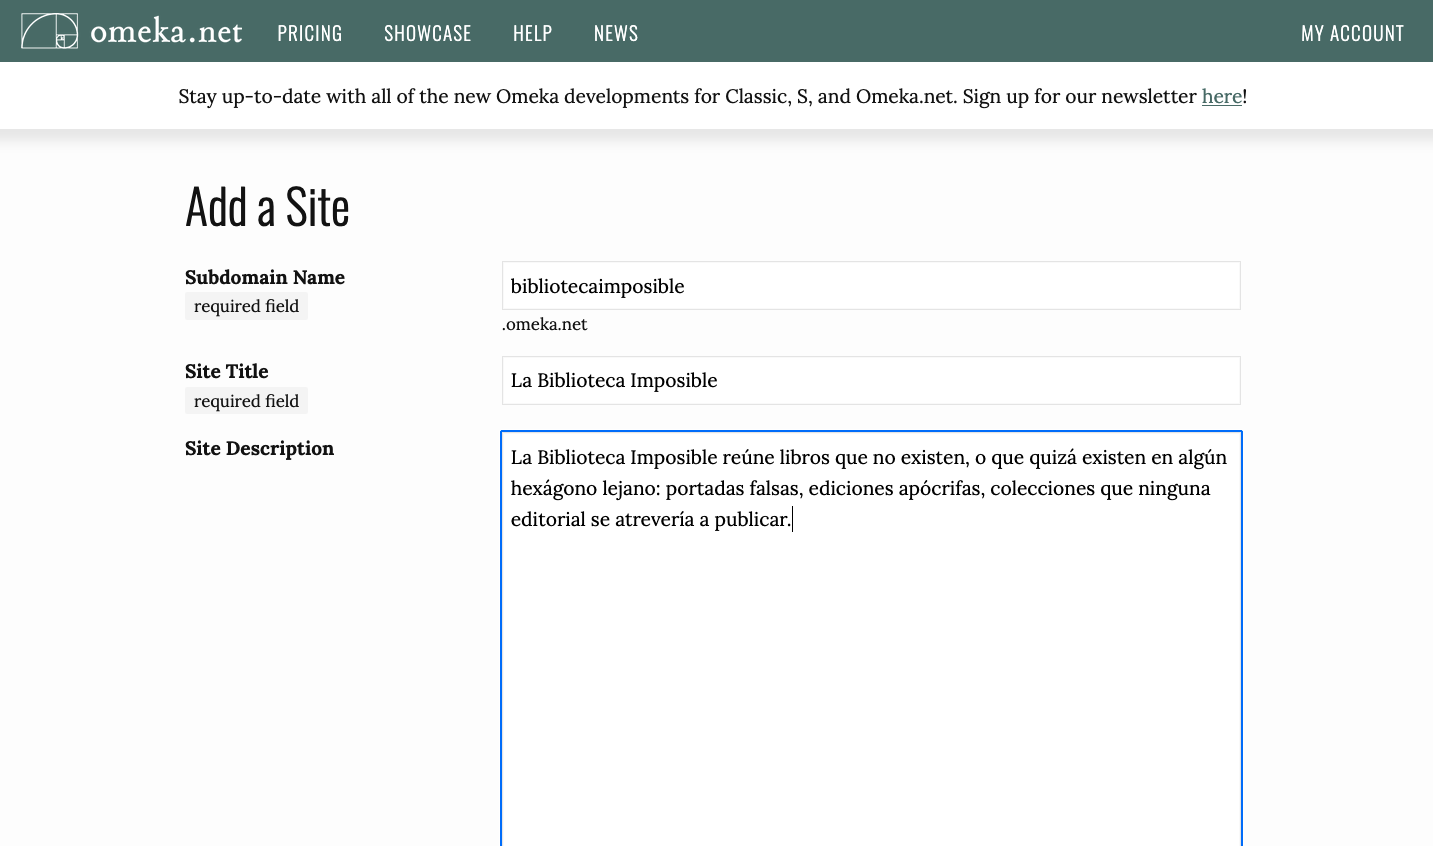 omeka.net PRICING SHOWCASE HELP NEWS MY ACCOUNT
Stay up-to-date with all of the new Omeka developments for Classic, S, and Omeka.net. Sign up for our newsletter here!
Add a Site
Subdomain Name
required field
bibliotecaimposible
.omeka.net
Site Title
required field
La Biblioteca Imposible
Site Description
La Biblioteca Imposible reúne libros que no existen, o que quizá existen en algún
hexágono lejano: portadas falsas, ediciones apócrifas, colecciones que ninguna
editorial se atrevería a publicar.